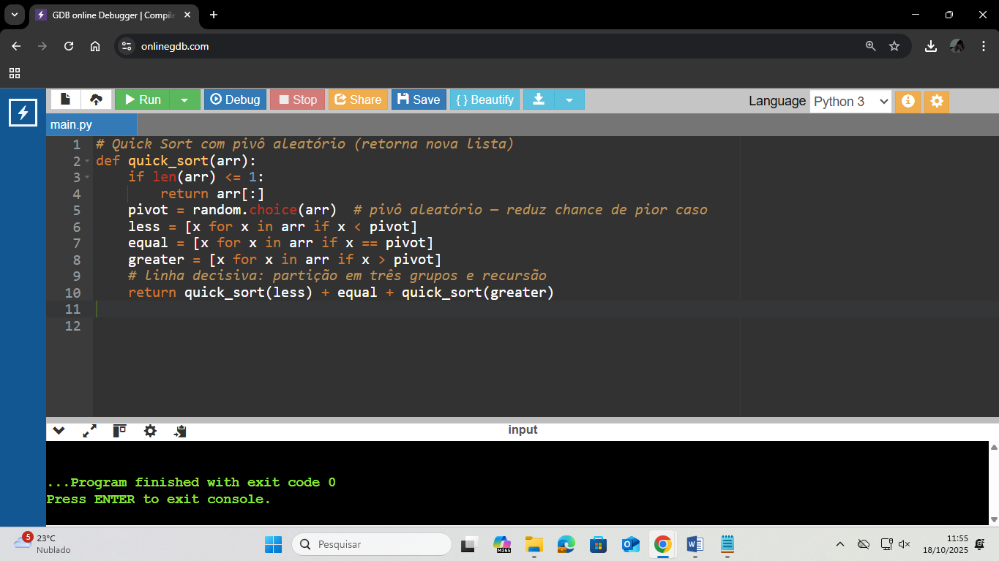 GDB online Debugger | Compile
onlinegdb.com
Run
Debug
Stop
Share
Save
{ } Beautify
Language
Python 3
main.py
1 # Quick Sort com pivô aleatório (retorna nova lista)
2 def quick_sort(arr):
3 if len(arr) <= 1:
4 return arr[:]
5 pivot = random.choice(arr) # pivô aleatório — reduz chance de pior caso
6 less = [x for x in arr if x < pivot]
7 equal = [x for x in arr if x == pivot]
8 greater = [x for x in arr if x > pivot]
9 # linha decisiva: partição em três grupos e recursão
10 return quick_sort(less) + equal + quick_sort(greater)
11
12
input
...Program finished with exit code 0
Press ENTER to exit console.
5
23°C
Nublado
Pesquisar
M365
11:55
18/10/2025